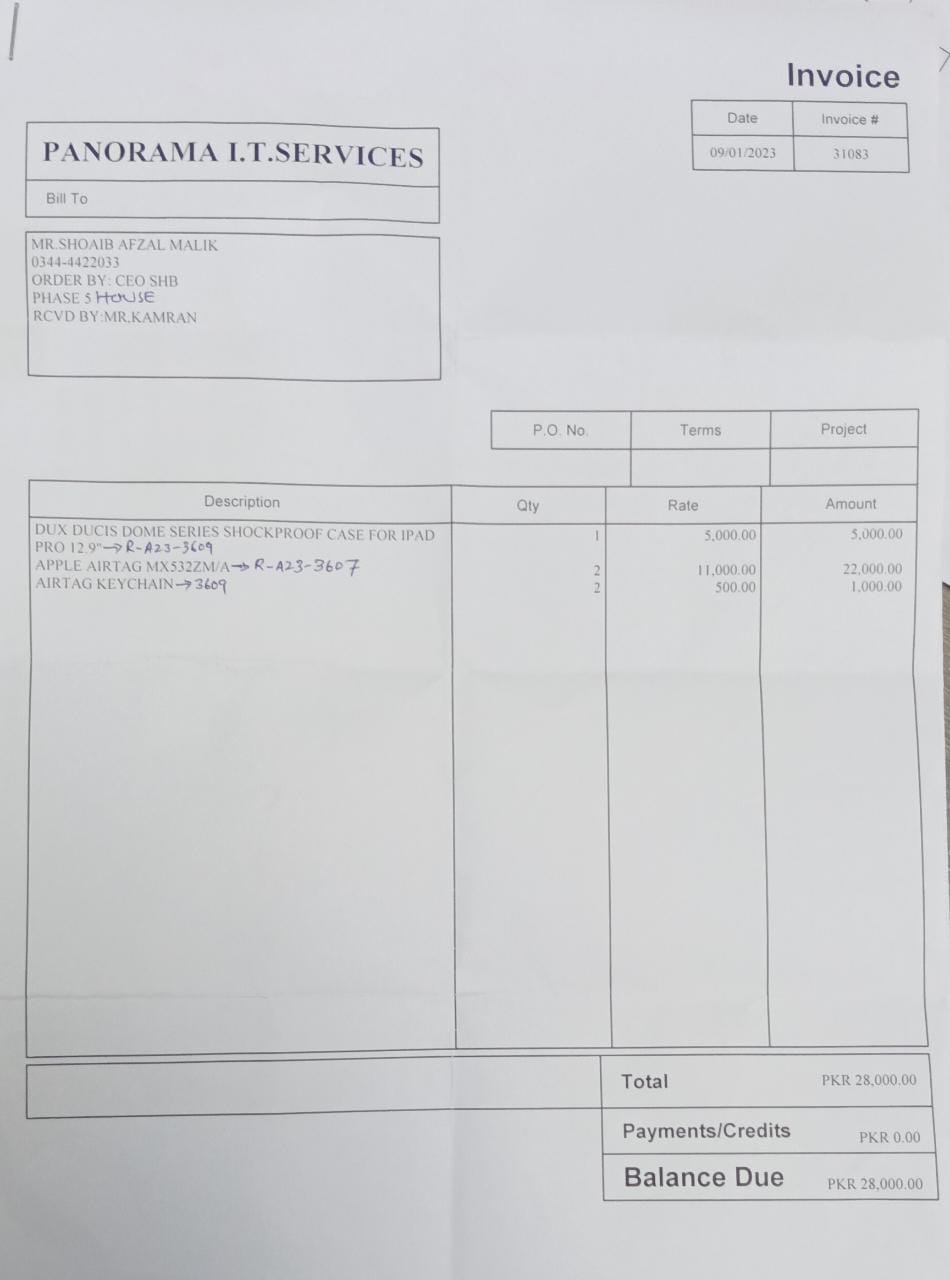 Invoice
Date Invoice #
09/01/2023 31083
PANORAMA I.T.SERVICES
Bill To
MR.SHOAIB AFZAL MALIK
0344-4422033
ORDER BY: CEO SHB
PHASE 5 HOUSE
RCVD BY:MR,KAMRAN
P.O. No. Terms Project
Description Qty Rate Amount
DUX DUCIS DOME SERIES SHOCKPROOF CASE FOR IPAD 1 5,000.00 5,000.00
PRO 12.9"→R-A23-3609
APPLE AIRTAG MX532ZM/A→R-A23-3607 2 11,000.00 22,000.00
AIRTAG KEYCHAIN→3609 2 500.00 1,000.00
Total PKR 28,000.00
Payments/Credits PKR 0.00
Balance Due PKR 28,000.00